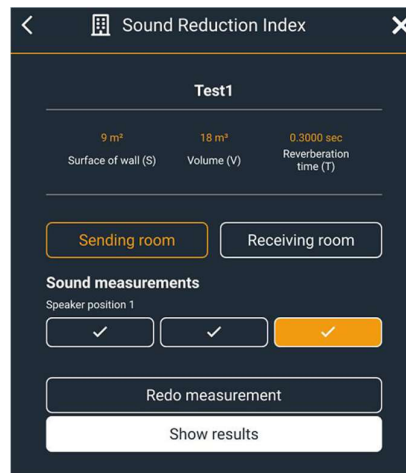 Sound Reduction Index
Test1
9 m² 18 m³ 0.3000 sec
Surface of wall (S) Volume (V) Reverberation
time (T)
Sending room Receiving room
Sound measurements
Speaker position 1
Redo measurement
Show results